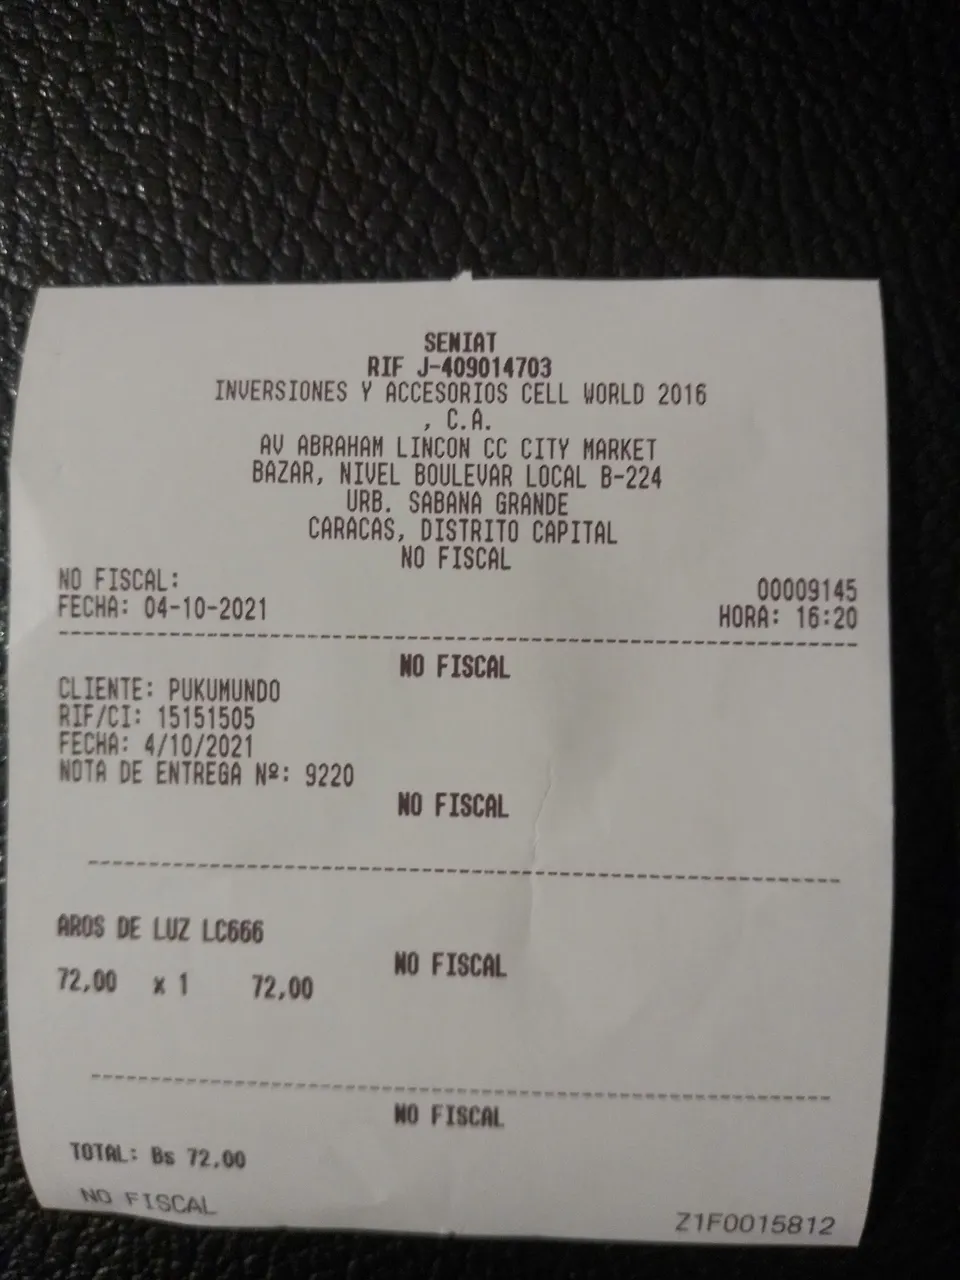 SENIAT
RIF J-409014703
INVERSIONES Y ACCESORIOS CELL WORLD 2016
, C.A.
AV ABRAHAM LINCON CC CITY MARKET
BAZAR, NIVEL BOULEVAR LOCAL B-224
URB. SABANA GRANDE
CARACAS, DISTRITO CAPITAL
NO FISCAL
NO FISCAL: 00009145
FECHA: 04-10-2021 HORA: 16:20
NO FISCAL
CLIENTE: PUKUMUNDO
RIF/CI: 15151505
FECHA: 4/10/2021
NOTA DE ENTREGA Nº: 9220
NO FISCAL
AROS DE LUZ LC666
NO FISCAL
72,00 x 1 72,00
NO FISCAL
TOTAL: Bs 72,00
NO FISCAL
Z1F0015812